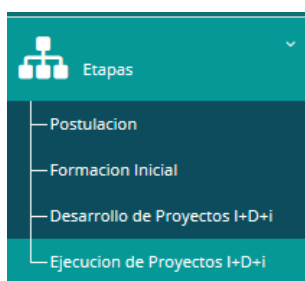 Etapas
Postulacion
Formacion Inicial
Desarrollo de Proyectos I+D+i
Ejecucion de Proyectos I+D+i